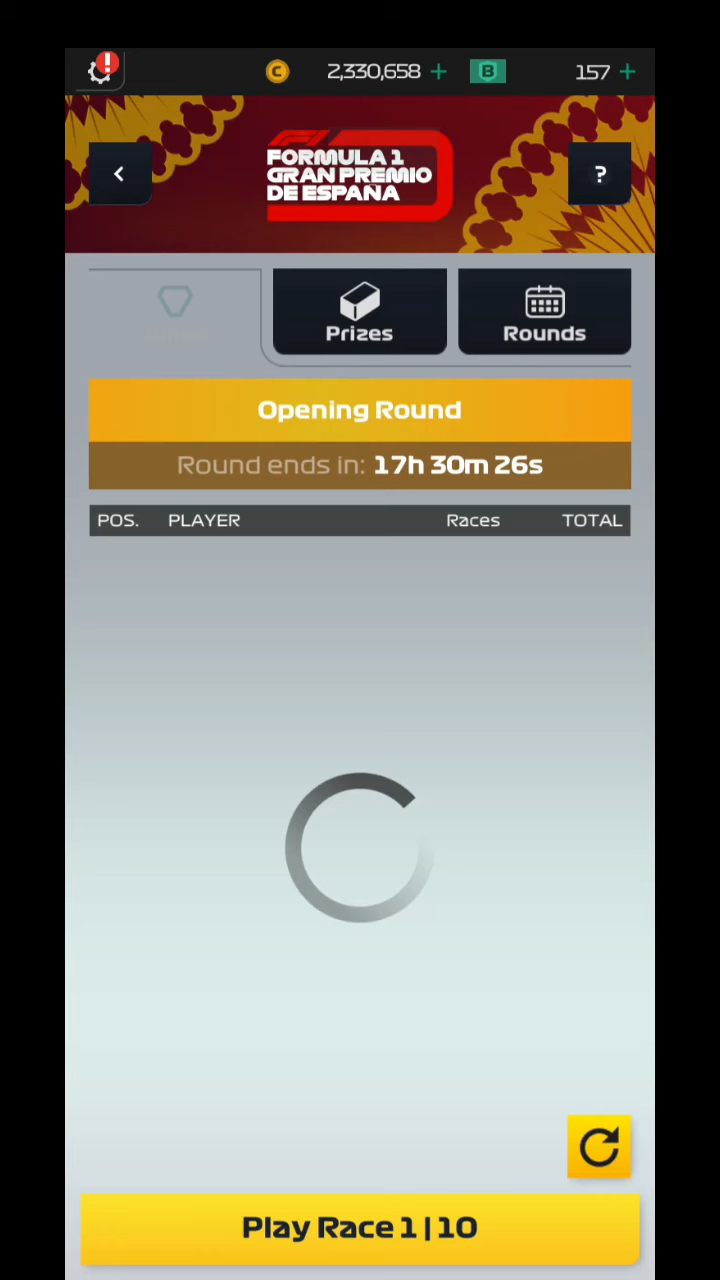 2,330,658 +
157 +
FORMULA 1
GRAN PREMIO
DE ESPAÑA
?
Prizes
Rounds
Opening Round
Round ends in: 17h 30m 26s
POS. PLAYER Races TOTAL
Play Race 1|10